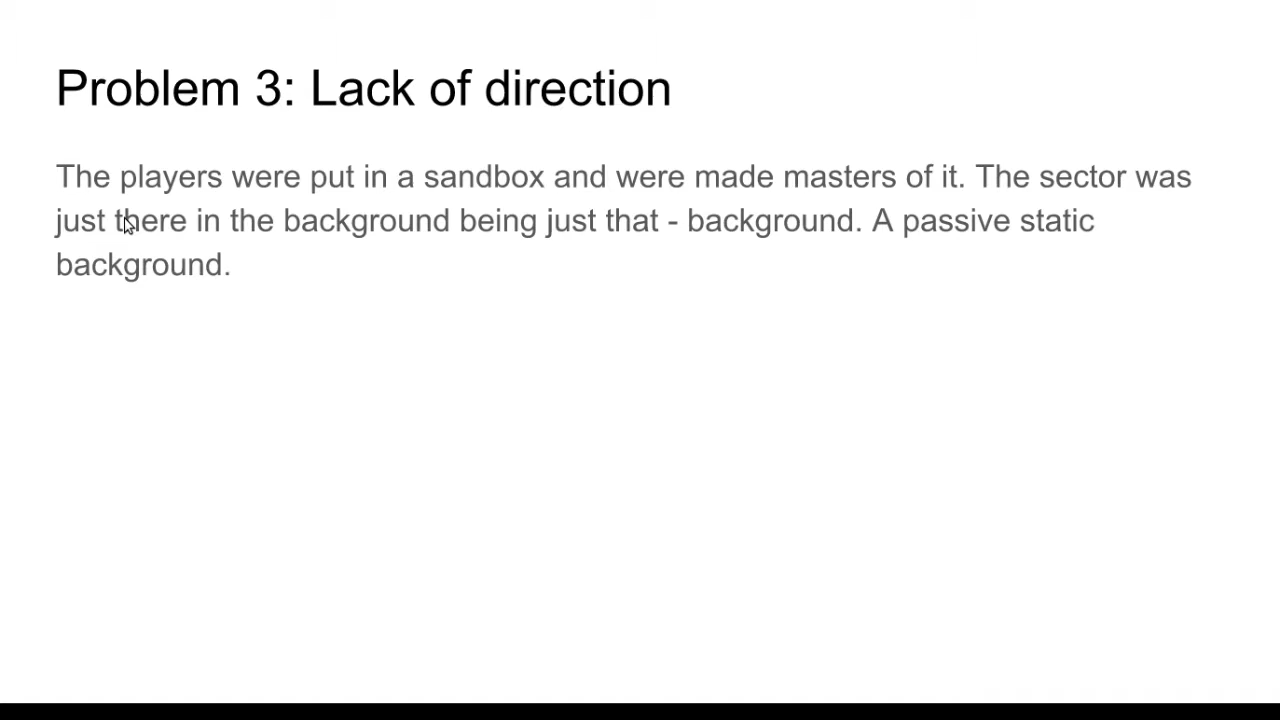 Problem 3: Lack of direction
The players were put in a sandbox and were made masters of it. The sector was
just there in the background being just that - background. A passive static
background.